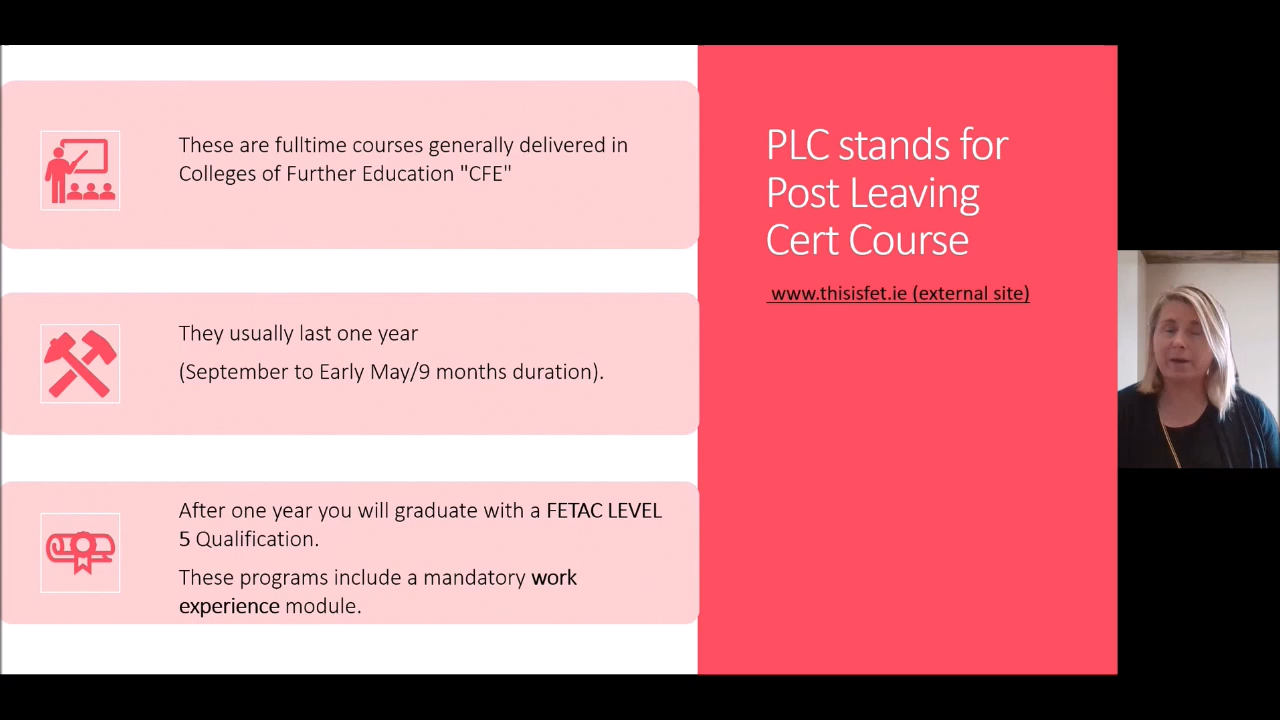 These are fulltime courses generally delivered in
Colleges of Further Education "CFE"
They usually last one year
(September to Early May/9 months duration).
After one year you will graduate with a FETAC LEVEL
5 Qualification.
These programs include a mandatory work
experience module.
PLC stands for
Post Leaving
Cert Course
www.thisisfet.ie (external site)